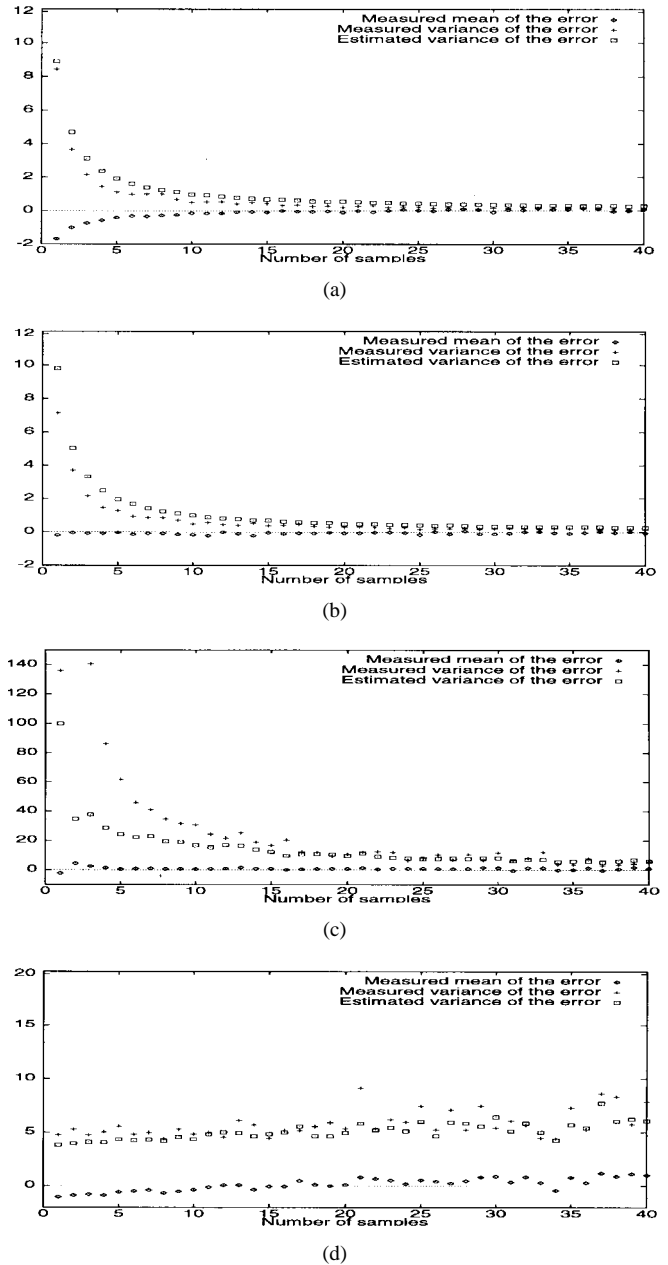 Measured mean of the error
Measured variance of the error
Estimated variance of the error
12
10
8
6
4
2
0
-2
0 5 10 15 20 25 30 35 40
Number of samples
(a)
Measured mean of the error
Measured variance of the error
Estimated variance of the error
12
10
8
6
4
2
0
-2
0 5 10 15 20 25 30 35 40
Number of samples
(b)
Measured mean of the error
Measured variance of the error
Estimated variance of the error
140
120
100
80
60
40
20
0
0 5 10 15 20 25 30 35 40
Number of samples
(c)
Measured mean of the error
Measured variance of the error
Estimated variance of the error
20
15
10
5
0
0 5 10 15 20 25 30 35 40
Number of samples
(d)